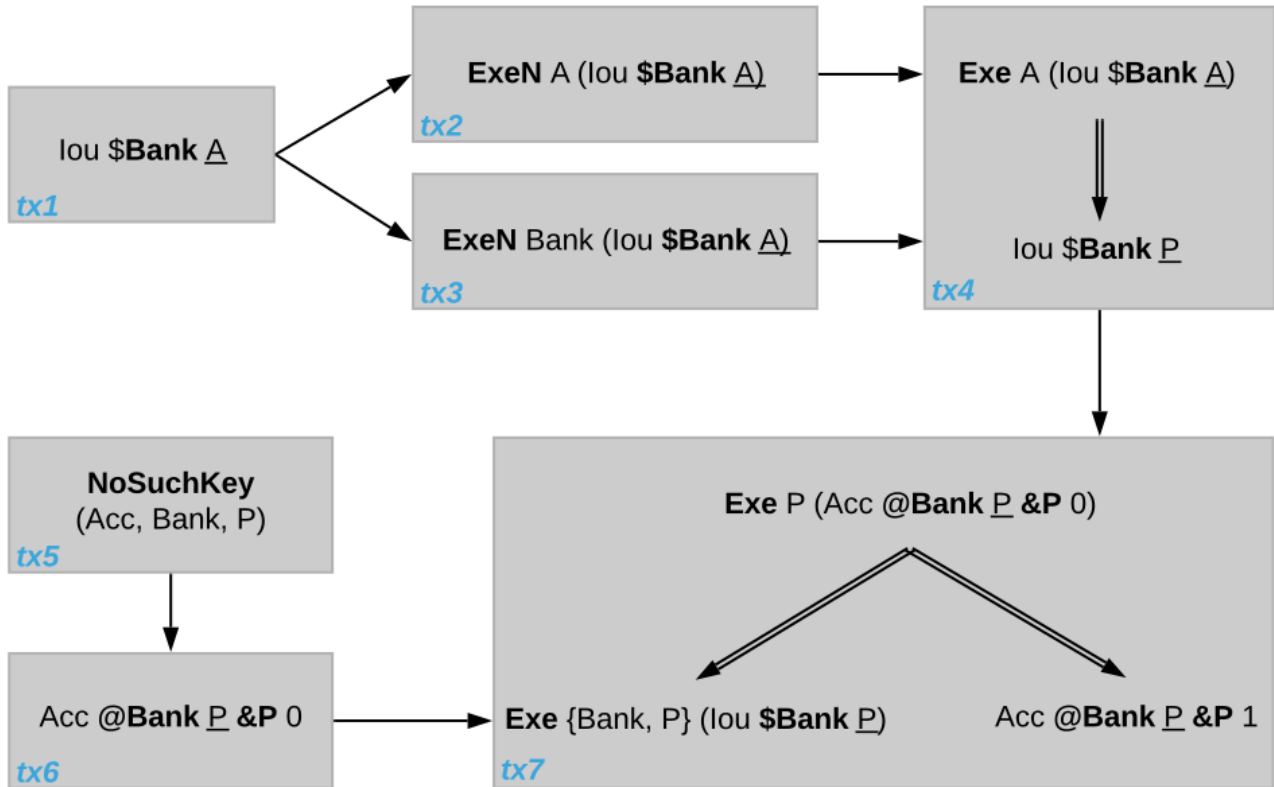 Iou $Bank A
tx1
ExeN A (Iou $Bank A)
tx2
ExeN Bank (Iou $Bank A)
tx3
Exe A (Iou $Bank A)
Iou $Bank P
tx4
NoSuchKey
(Acc, Bank, P)
tx5
Acc @Bank P &P 0
tx6
Exe P (Acc @Bank P &P 0)
Exe {Bank, P} (Iou $Bank P)
Acc @Bank P &P 1
tx7